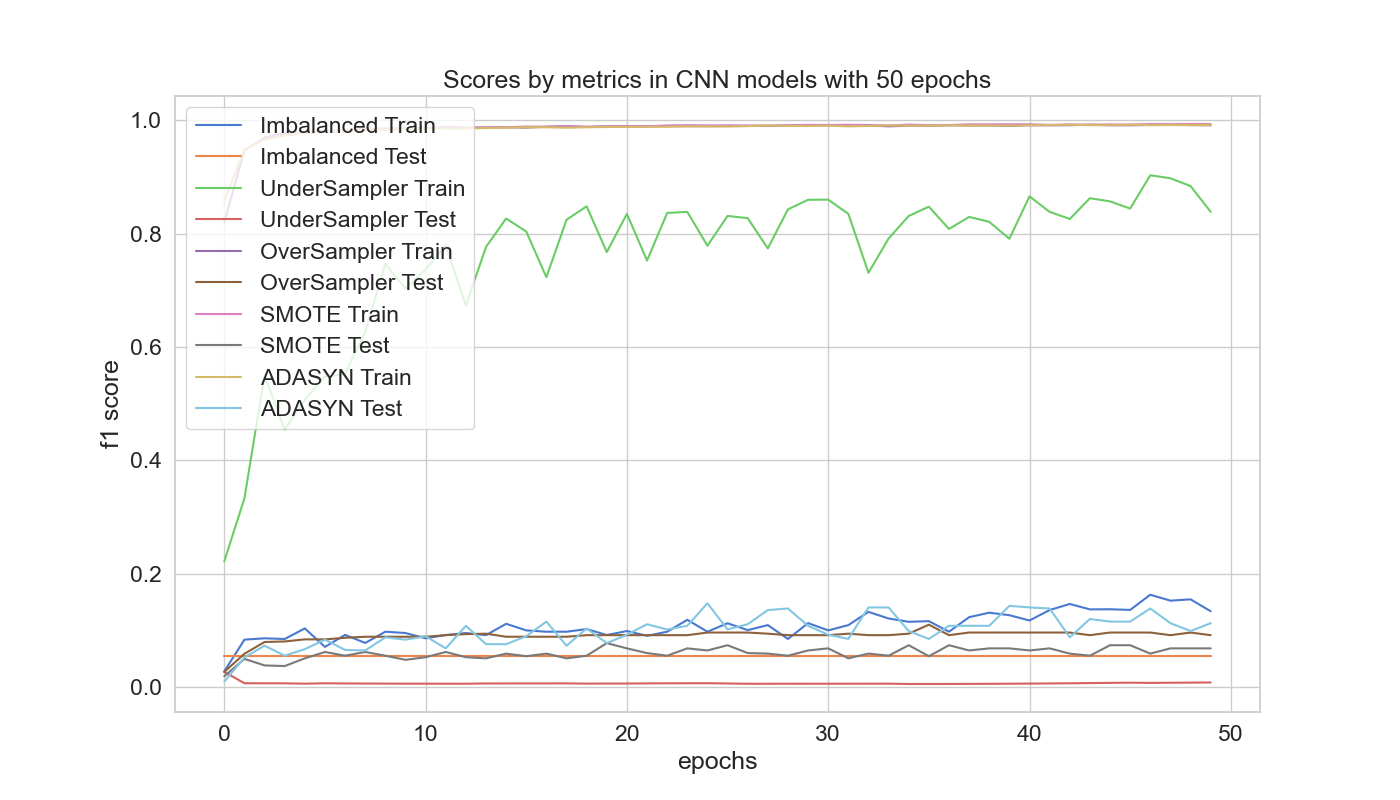 Scores by metrics in CNN models with 50 epochs
1.0
0.8
0.6
0.4
0.2
0.0
f1 score
Imbalanced Train
Imbalanced Test
UnderSampler Train
UnderSampler Test
OverSampler Train
OverSampler Test
SMOTE Train
SMOTE Test
ADASYN Train
ADASYN Test
0 10 20 30 40 50
epochs